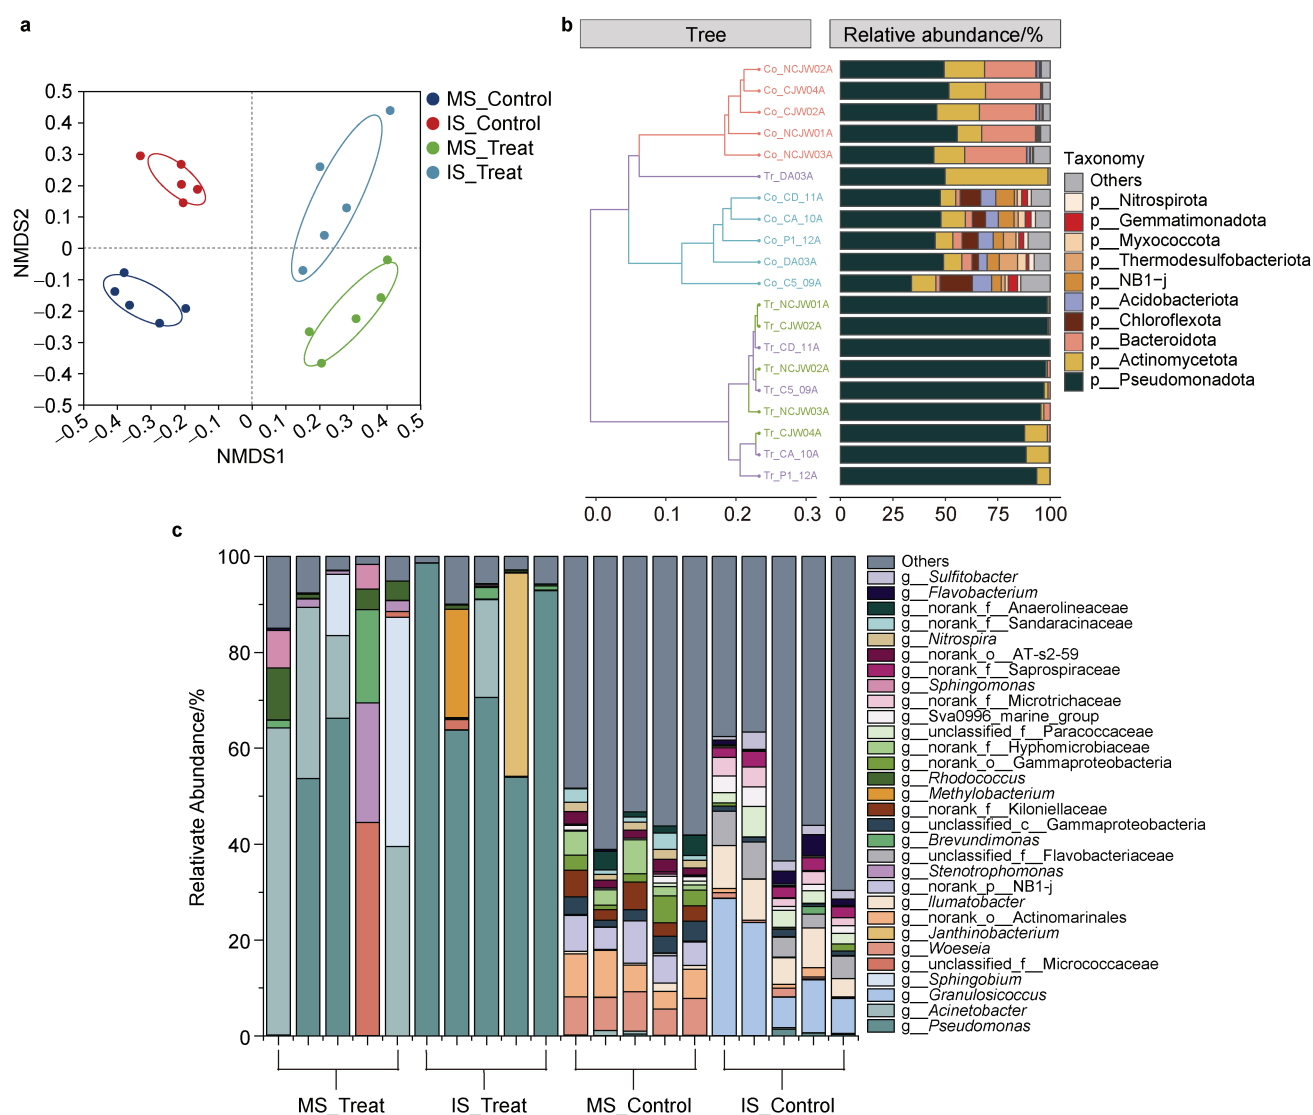 a
0.5
0.4
0.3
0.2
0.1
0
−0.1
−0.2
−0.3
−0.4
−0.5
NMDS2
−0.5
−0.4
−0.3
−0.2
−0.1
0
0.1
0.2
0.3
0.4
0.5
NMDS1
MS_Control
IS_Control
MS_Treat
IS_Treat
b
Tree
Relative abundance/%
Co_NCJW02A
Co_CJW04A
Co_CJW02A
Co_NCJW01A
Co_NCJW03A
Tr_DA03A
Co_CD_11A
Co_CA_10A
Co_P1_12A
Co_DA03A
Co_C5_09A
Tr_NCJW01A
Tr_CJW02A
Tr_CD_11A
Tr_NCJW02A
Tr_C5_09A
Tr_NCJW03A
Tr_CJW04A
Tr_CA_10A
Tr_P1_12A
0.0
0.1
0.2
0.3
0
25
50
75
100
Taxonomy
Others
p__Nitrospirota
p__Gemmatimonadota
p__Myxococcota
p__Thermodesulfobacteriota
p__NB1−j
p__Acidobacteriota
p__Chloroflexota
p__Bacteroidota
p__Actinomycetota
p__Pseudomonadota
c
100
80
60
40
20
0
Relativate Abundance/%
MS_Treat
IS_Treat
MS_Control
IS_Control
Others
g__Sulfitobacter
g__Flavobacterium
g__norank_f__Anaerolineaceae
g__norank_f__Sandaracinaceae
g__Nitrospira
g__norank_o__AT-s2-59
g__norank_f__Saprospiraceae
g__Sphingomonas
g__norank_f__Microtrichaceae
g__Sva0996_marine_group
g__unclassified_f__Paracoccaceae
g__norank_f__Hyphomicrobiaceae
g__norank_o__Gammaproteobacteria
g__Rhodococcus
g__Methylobacterium
g__norank_f__Kiloniellaceae
g__unclassified_c__Gammaproteobacteria
g__Brevundimonas
g__unclassified_f__Flavobacteriaceae
g__Stenotrophomonas
g__norank_p__NB1-j
g__Ilumatobacter
g__norank_o__Actinomarinales
g__Janthinobacterium
g__Woeseia
g__unclassified_f__Micrococcaceae
g__Sphingobium
g__Granulosicoccus
g__Acinetobacter
g__Pseudomonas